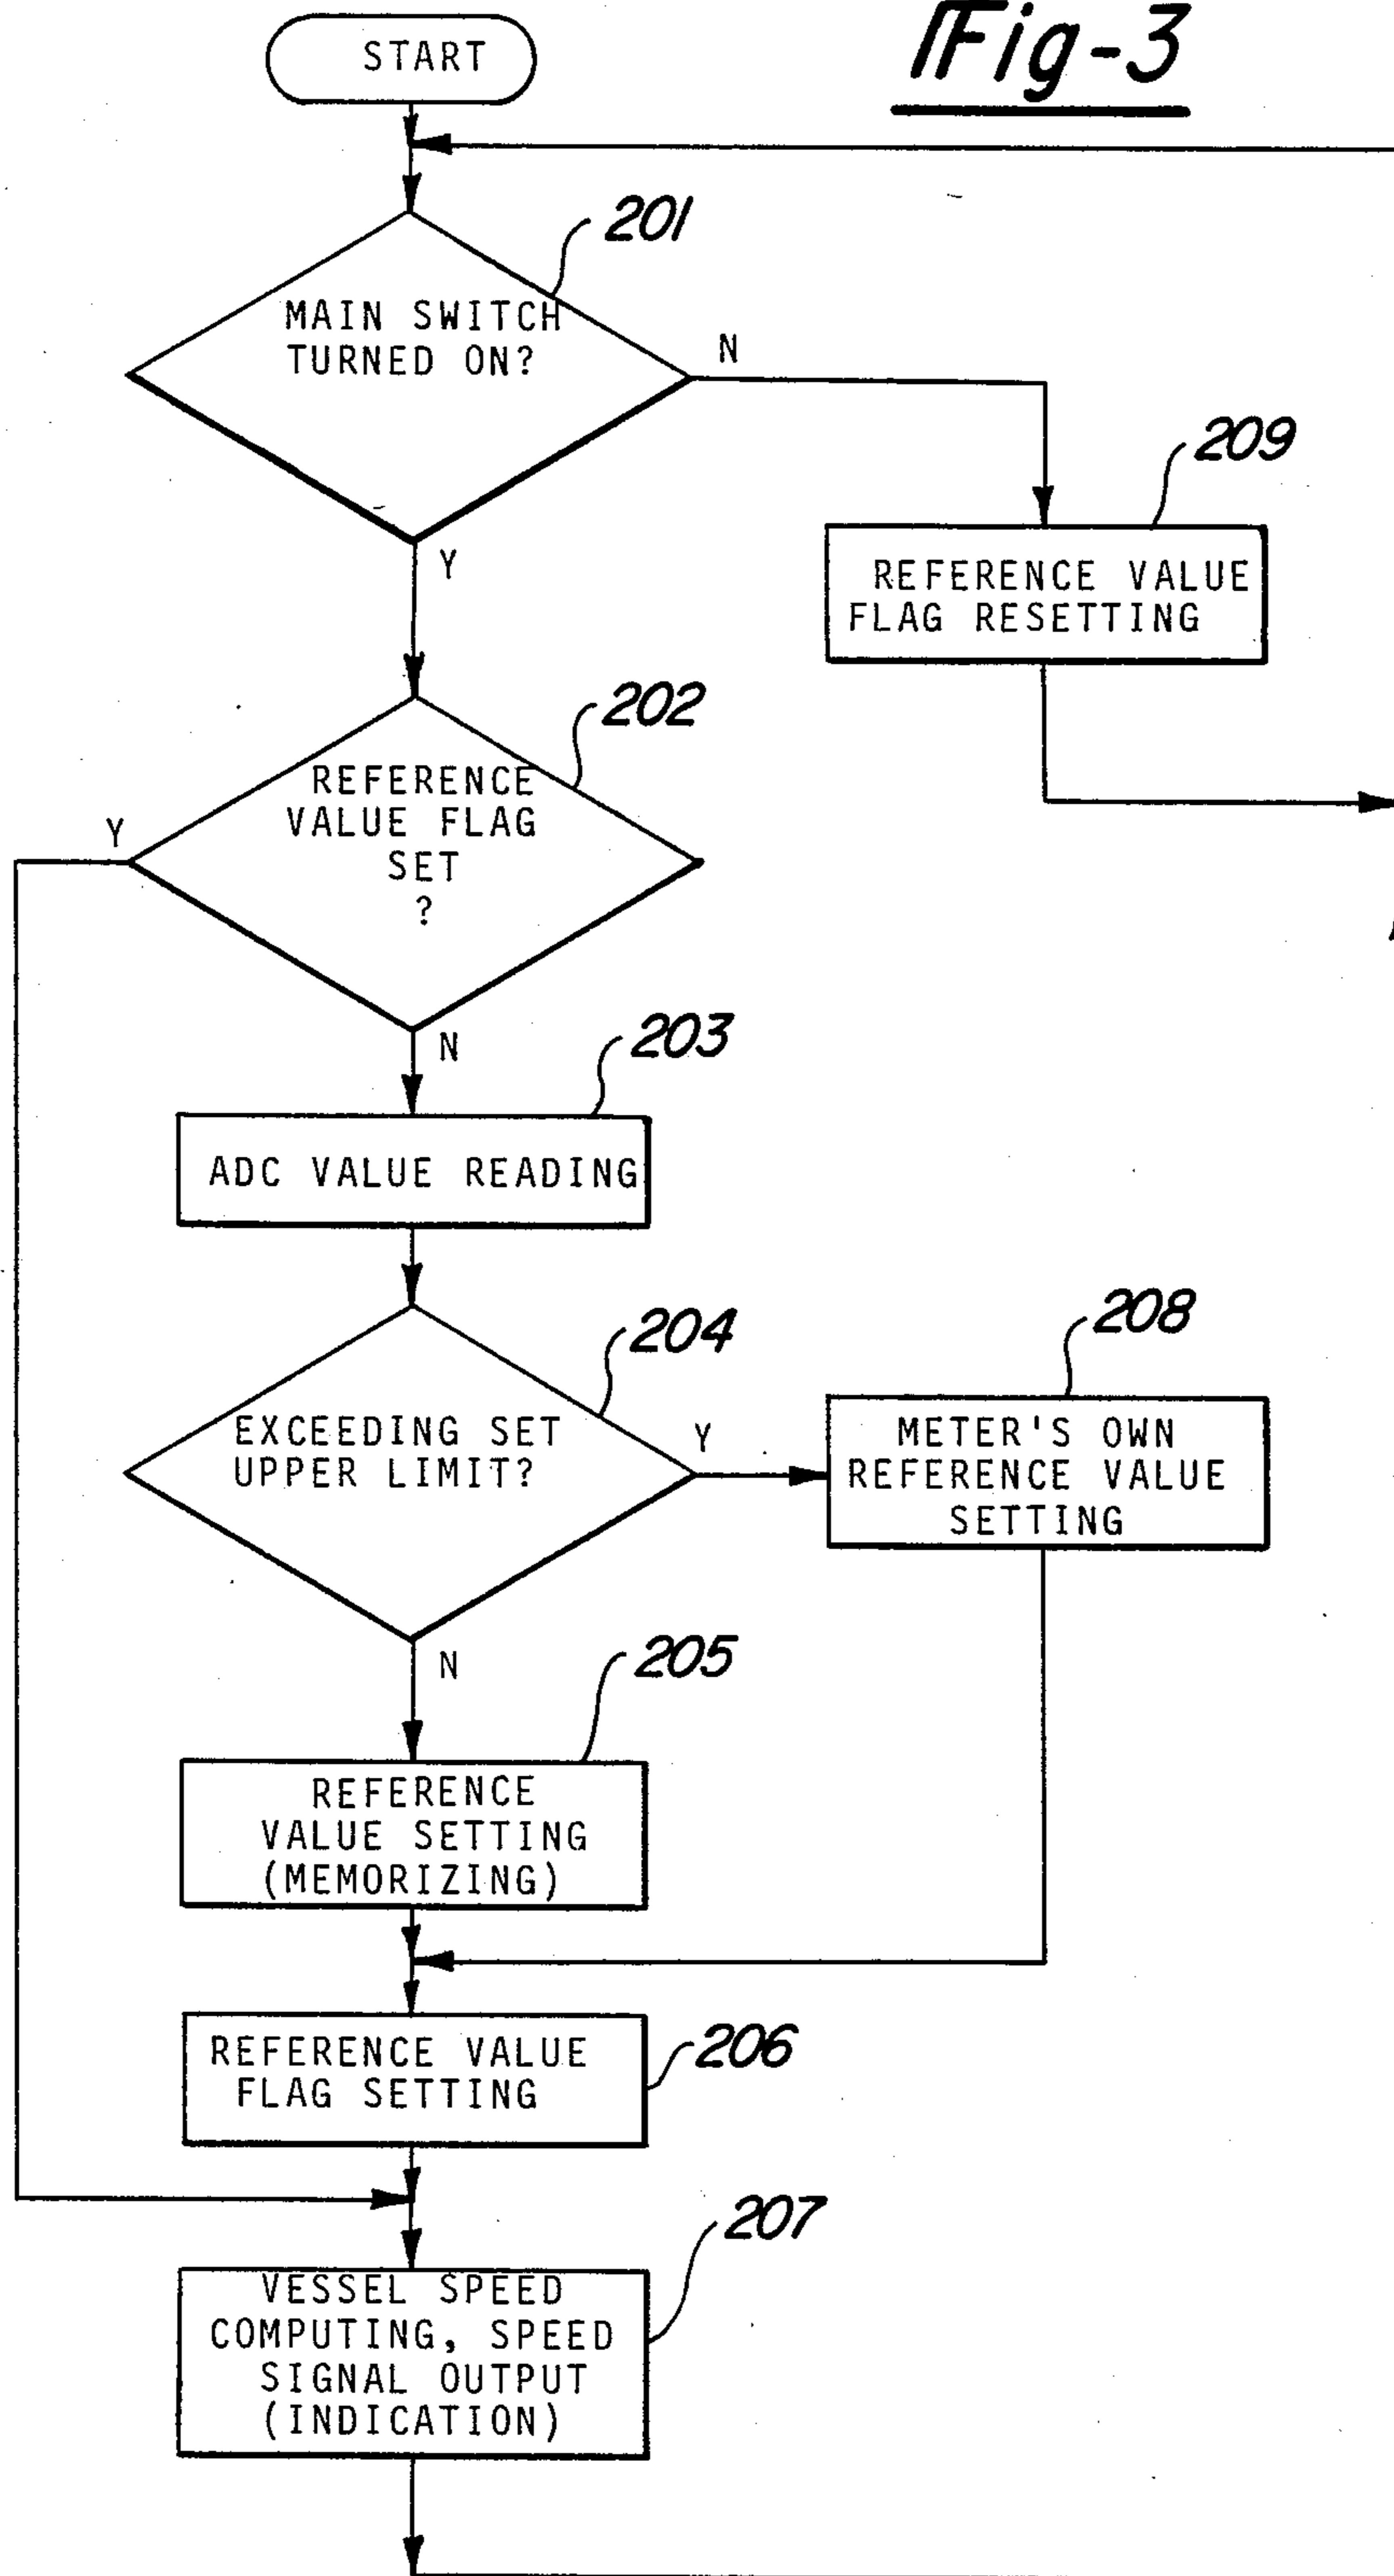 Fig-3
START
201
MAIN SWITCH
TURNED ON?
N
Y
209
REFERENCE VALUE
FLAG RESETTING
202
REFERENCE
VALUE FLAG
SET
?
Y
N
203
ADC VALUE READING
204
EXCEEDING SET
UPPER LIMIT?
Y
N
208
METER'S OWN
REFERENCE VALUE
SETTING
205
REFERENCE
VALUE SETTING
(MEMORIZING)
206
REFERENCE VALUE
FLAG SETTING
207
VESSEL SPEED
COMPUTING, SPEED
SIGNAL OUTPUT
(INDICATION)